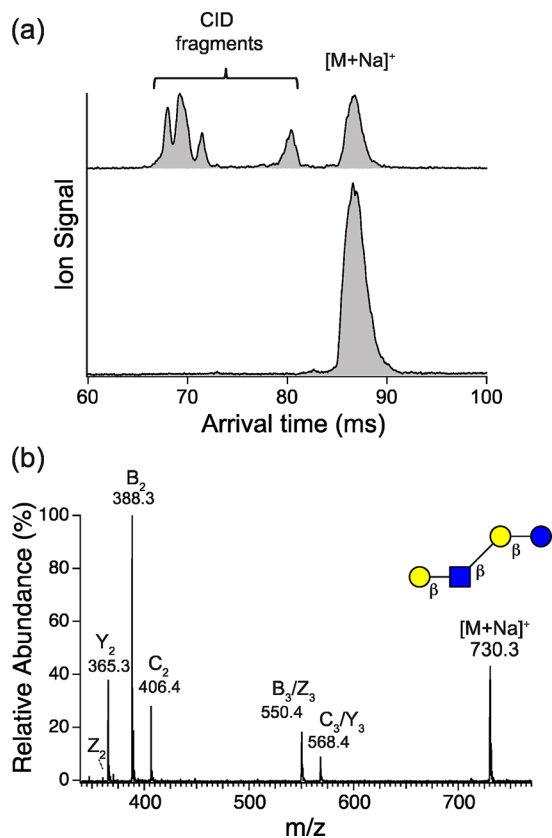 (a)
CID
fragments
[M+Na]⁺
Ion Signal
60 70 80 90 100
Arrival time (ms)
(b)
B₂
388.3
100
80
60
40
20
0
Relative Abundance (%)
Y₂
365.3
C₂
406.4
Z₂
B₃/Z₃
550.4
C₃/Y₃
568.4
[M+Na]⁺
730.3
β β β
400 500 600 700
m/z